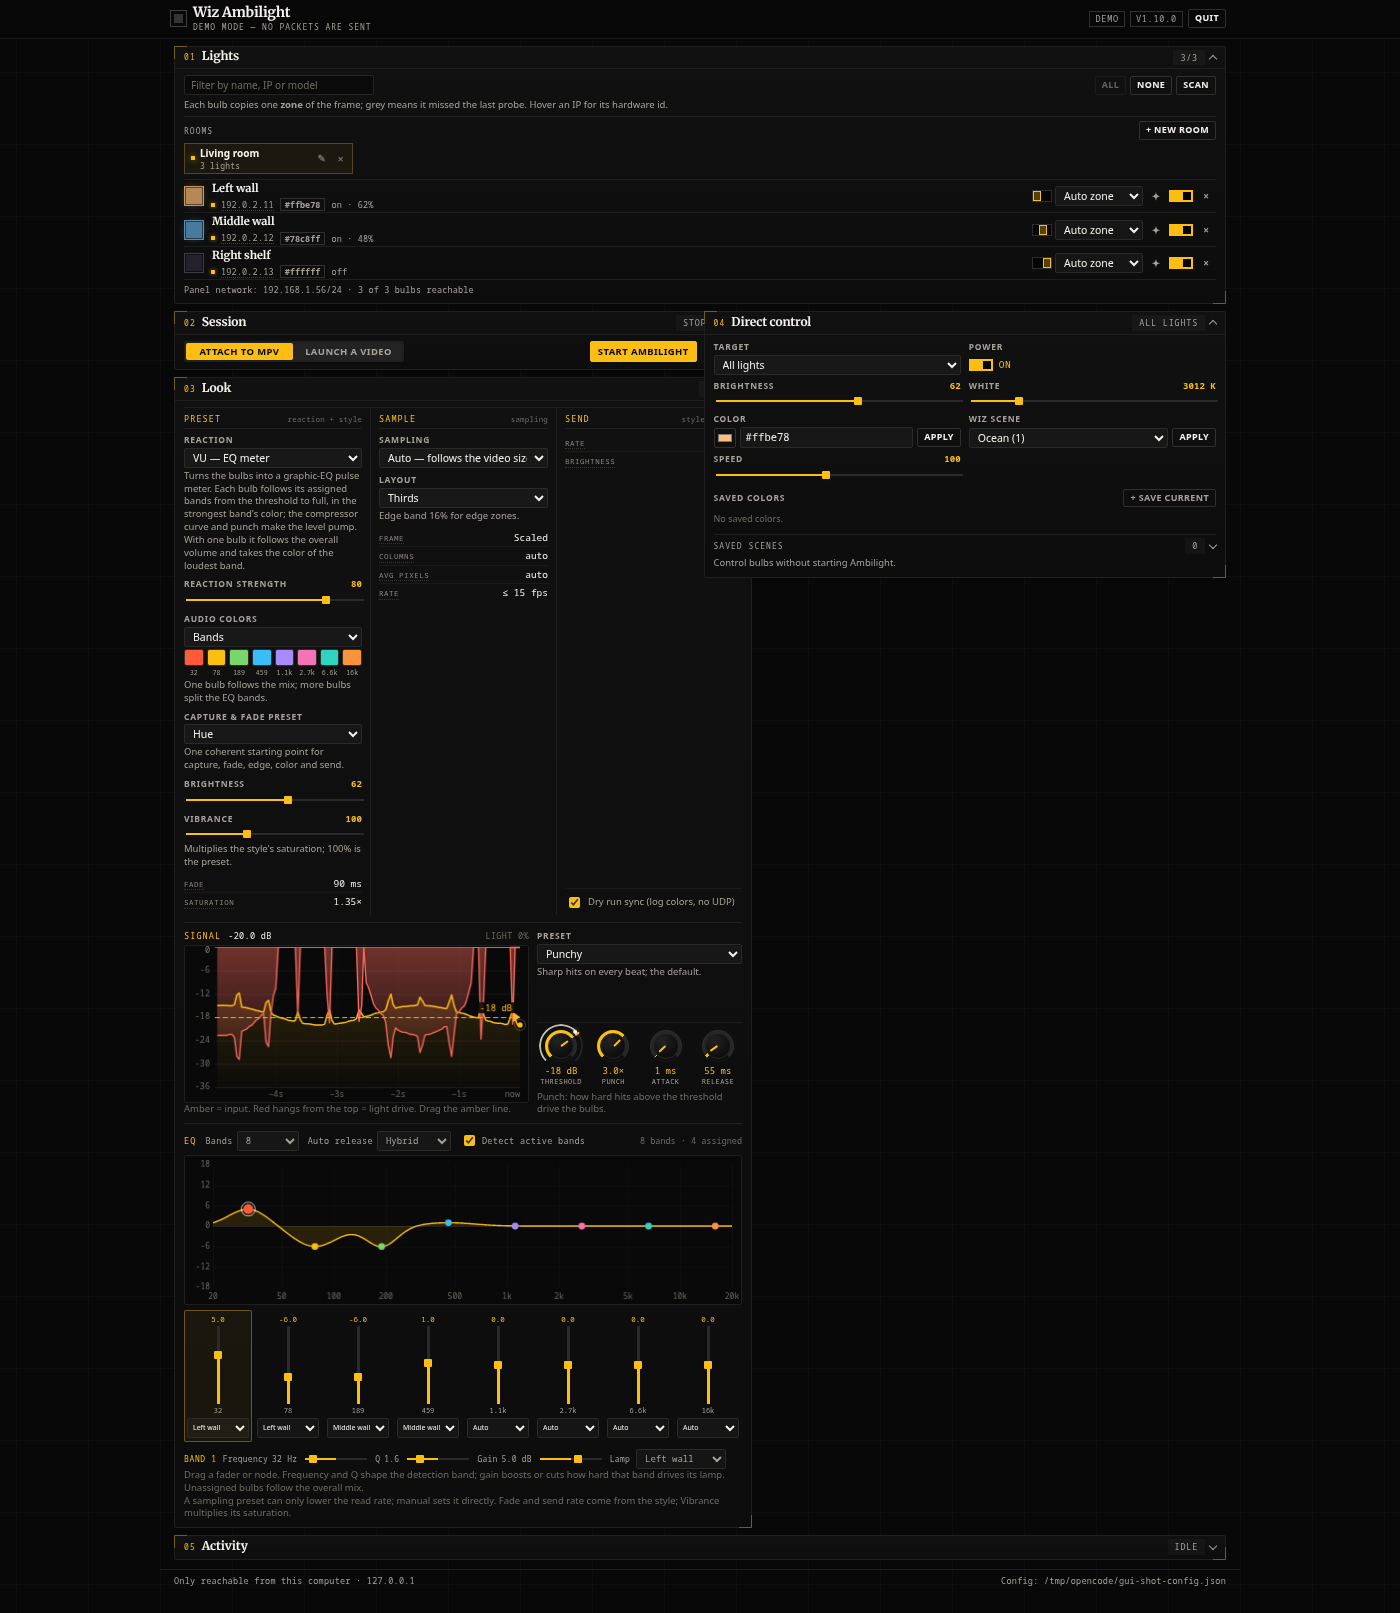 Wiz Ambilight
DEMO MODE — NO PACKETS ARE SENT
DEMO
V1.10.0
QUIT
01 Lights
3/3
Filter by name, IP or model
ALL
NONE
SCAN
Each bulb copies one zone of the frame; grey means it missed the last probe. Hover an IP for its hardware id.
ROOMS
+ NEW ROOM
Living room
3 lights
Left wall
192.0.2.11 #ffbe78 on · 62%
Auto zone
Middle wall
192.0.2.12 #78c8ff on · 48%
Auto zone
Right shelf
192.0.2.13 #ffffff off
Auto zone
Panel network: 192.168.1.56/24 · 3 of 3 bulbs reachable
02 Session
STOP
ATTACH TO MPV
LAUNCH A VIDEO
START AMBILIGHT
03 Look
PRESET reaction + style
REACTION
VU — EQ meter
Turns the bulbs into a graphic-EQ pulse
meter. Each bulb follows its assigned
bands from the threshold to full, in the
strongest band's color; the compressor
curve and punch make the level pump.
With one bulb it follows the overall
volume and takes the color of the
loudest band.
REACTION STRENGTH 80
AUDIO COLORS
Bands
32 78 189 459 1.1k 2.7k 6.6k 16k
One bulb follows the mix; more bulbs
split the EQ bands.
CAPTURE & FADE PRESET
Hue
One coherent starting point for
capture, fade, edge, color and send.
BRIGHTNESS 62
VIBRANCE 100
Multiplies the style's saturation; 100% is
the preset.
FADE 90 ms
SATURATION 1.35×
SAMPLE sampling
SAMPLING
Auto — follows the video size
LAYOUT
Thirds
Edge band 16% for edge zones.
FRAME Scaled
COLUMNS auto
AVG PIXELS auto
RATE ≤ 15 fps
SEND style
RATE
BRIGHTNESS
Dry run sync (log colors, no UDP)
04 Direct control
ALL LIGHTS
TARGET
All lights
POWER
ON
BRIGHTNESS 62
WHITE 3012 K
COLOR
#ffbe78
APPLY
WIZ SCENE
Ocean (1)
APPLY
SPEED 100
SAVED COLORS
+ SAVE CURRENT
No saved colors.
SAVED SCENES 0
Control bulbs without starting Ambilight.
SIGNAL -20.0 dB
LIGHT 0%
0
-6
-12
-18 dB
-18
-24
-30
-36
−4s −3s −2s −1s now
Amber = input. Red hangs from the top = light drive. Drag the amber line.
PRESET
Punchy
Sharp hits on every beat; the default.
-18 dB 3.0× 1 ms 55 ms
THRESHOLD PUNCH ATTACK RELEASE
Punch: how hard hits above the threshold
drive the bulbs.
EQ Bands 8 Auto release Hybrid Detect active bands
8 bands · 4 assigned
18
12
6
0
-6
-12
-18
20 50 100 200 500 1k 2k 5k 10k 20k
5.0 -6.0 -6.0 1.0 0.0 0.0 0.0 0.0
32 78 189 459 1.1k 2.7k 6.6k 16k
Left wall Left wall Middle wall Middle wall Auto Auto Auto Auto
BAND 1 Frequency 32 Hz Q 1.6 Gain 5.0 dB Lamp Left wall
Drag a fader or node. Frequency and Q shape the detection band; gain boosts or cuts how hard that band drives its lamp.
Unassigned bulbs follow the overall mix.
A sampling preset can only lower the read rate; manual sets it directly. Fade and send rate come from the style; Vibrance
multiplies its saturation.
05 Activity
IDLE
Only reachable from this computer · 127.0.0.1
Config: /tmp/opencode/gui-shot-config.json